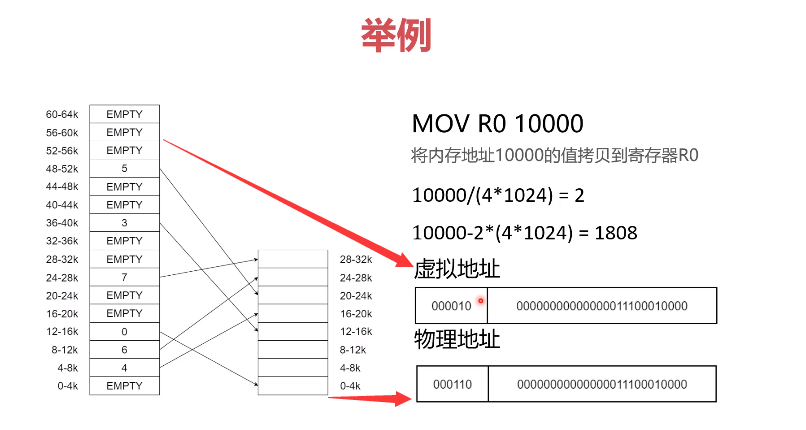 举例
60-64k EMPTY
56-60k EMPTY
52-56k EMPTY
48-52k 5
44-48k EMPTY
40-44k EMPTY
36-40k 3
32-36k EMPTY
28-32k EMPTY
24-28k 7
20-24k EMPTY
16-20k EMPTY
12-16k 0
8-12k 6
4-8k 4
0-4k EMPTY
28-32k
24-28k
20-24k
16-20k
12-16k
8-12k
4-8k
0-4k
MOV R0 10000
将内存地址10000的值拷贝到寄存器R0
10000/(4*1024) = 2
10000-2*(4*1024) = 1808
虚拟地址
000010 00000000000000011100010000
物理地址
000110 00000000000000011100010000